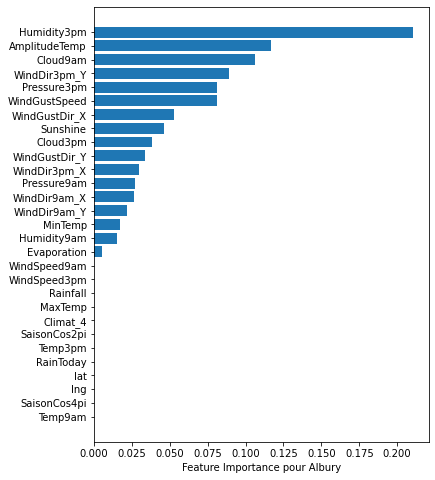 Humidity3pm
AmplitudeTemp
Cloud9am
WindDir3pm_Y
Pressure3pm
WindGustSpeed
WindGustDir_X
Sunshine
Cloud3pm
WindGustDir_Y
WindDir3pm_X
Pressure9am
WindDir9am_X
WindDir9am_Y
MinTemp
Humidity9am
Evaporation
WindSpeed9am
WindSpeed3pm
Rainfall
MaxTemp
Climat_4
SaisonCos2pi
Temp3pm
RainToday
lat
lng
SaisonCos4pi
Temp9am
0.000 0.025 0.050 0.075 0.100 0.125 0.150 0.175 0.200
Feature Importance pour Albury